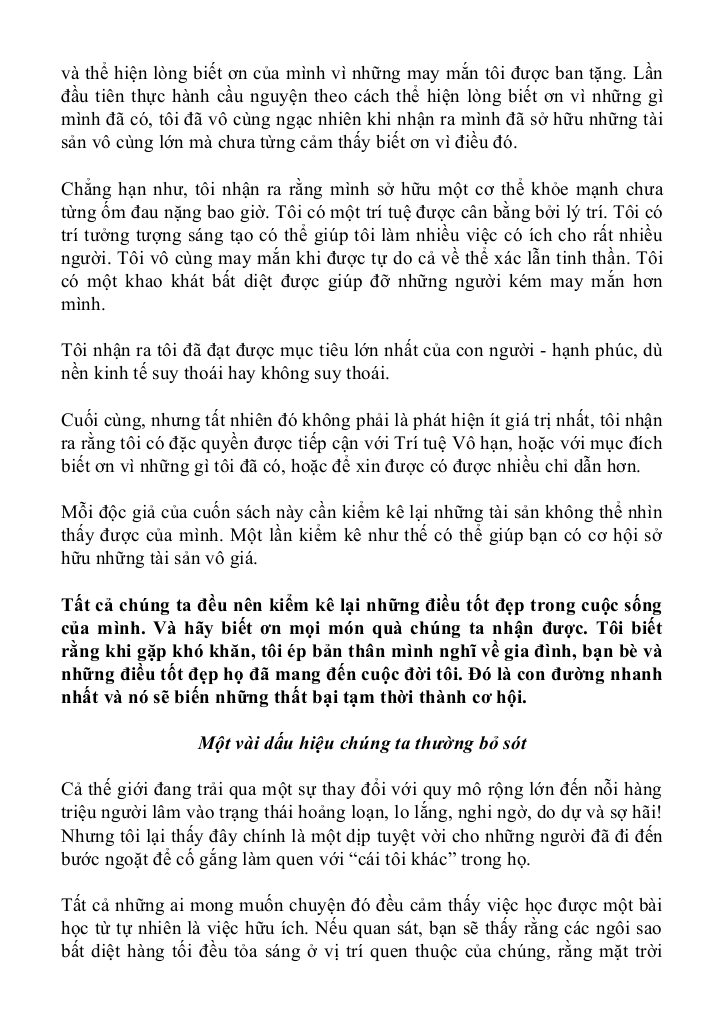 và thể hiện lòng biết ơn của mình vì những may mắn tôi được ban tặng. Lần
đầu tiên thực hành cầu nguyện theo cách thể hiện lòng biết ơn vì những gì
mình đã có, tôi đã vô cùng ngạc nhiên khi nhận ra mình đã sở hữu những tài
sản vô cùng lớn mà chưa từng cảm thấy biết ơn vì điều đó.
Chẳng hạn như, tôi nhận ra rằng mình sở hữu một cơ thể khỏe mạnh chưa
từng ốm đau nặng bao giờ. Tôi có một trí tuệ được cân bằng bởi lý trí. Tôi có
trí tưởng tượng sáng tạo có thể giúp tôi làm nhiều việc có ích cho rất nhiều
người. Tôi vô cùng may mắn khi được tự do cả về thể xác lẫn tinh thần. Tôi
có một khao khát bất diệt được giúp đỡ những người kém may mắn hơn
mình.
Tôi nhận ra tôi đã đạt được mục tiêu lớn nhất của con người - hạnh phúc, dù
nền kinh tế suy thoái hay không suy thoái.
Cuối cùng, nhưng tất nhiên đó không phải là phát hiện ít giá trị nhất, tôi nhận
ra rằng tôi có đặc quyền được tiếp cận với Trí tuệ Vô hạn, hoặc với mục đích
biết ơn vì những gì tôi đã có, hoặc để xin được có được nhiều chỉ dẫn hơn.
Mỗi độc giả của cuốn sách này cần kiểm kê lại những tài sản không thể nhìn
thấy được của mình. Một lần kiểm kê như thế có thể giúp bạn có cơ hội sở
hữu những tài sản vô giá.
Tất cả chúng ta đều nên kiểm kê lại những điều tốt đẹp trong cuộc sống
của mình. Và hãy biết ơn mọi món quà chúng ta nhận được. Tôi biết
rằng khi gặp khó khăn, tôi ép bản thân mình nghĩ về gia đình, bạn bè và
những điều tốt đẹp họ đã mang đến cuộc đời tôi. Đó là con đường nhanh
nhất và nó sẽ biến những thất bại tạm thời thành cơ hội.
Một vài dấu hiệu chúng ta thường bỏ sót
Cả thế giới đang trải qua một sự thay đổi với quy mô rộng lớn đến nỗi hàng
triệu người lâm vào trạng thái hoảng loạn, lo lắng, nghi ngờ, do dự và sợ hãi!
Nhưng tôi lại thấy đây chính là một dịp tuyệt vời cho những người đã đi đến
bước ngoặt để cố gắng làm quen với “cái tôi khác” trong họ.
Tất cả những ai mong muốn chuyện đó đều cảm thấy việc học được một bài
học từ tự nhiên là việc hữu ích. Nếu quan sát, bạn sẽ thấy rằng các ngôi sao
bất diệt hàng tối đều tỏa sáng ở vị trí quen thuộc của chúng, rằng mặt trời